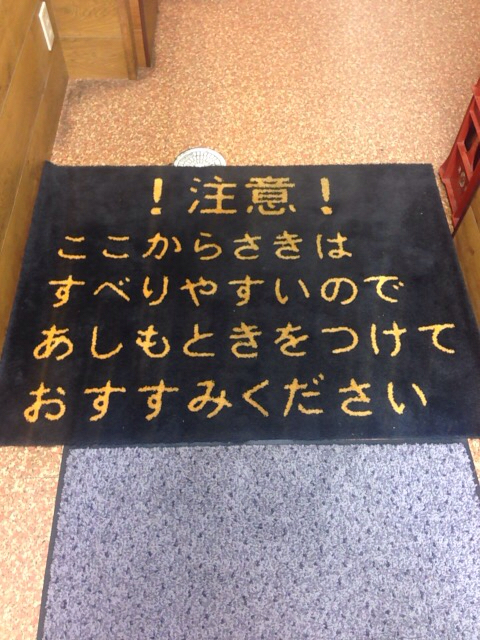 ！注意！
ここからさきは
すべりやすいので
あしもときをつけて
おすすみください